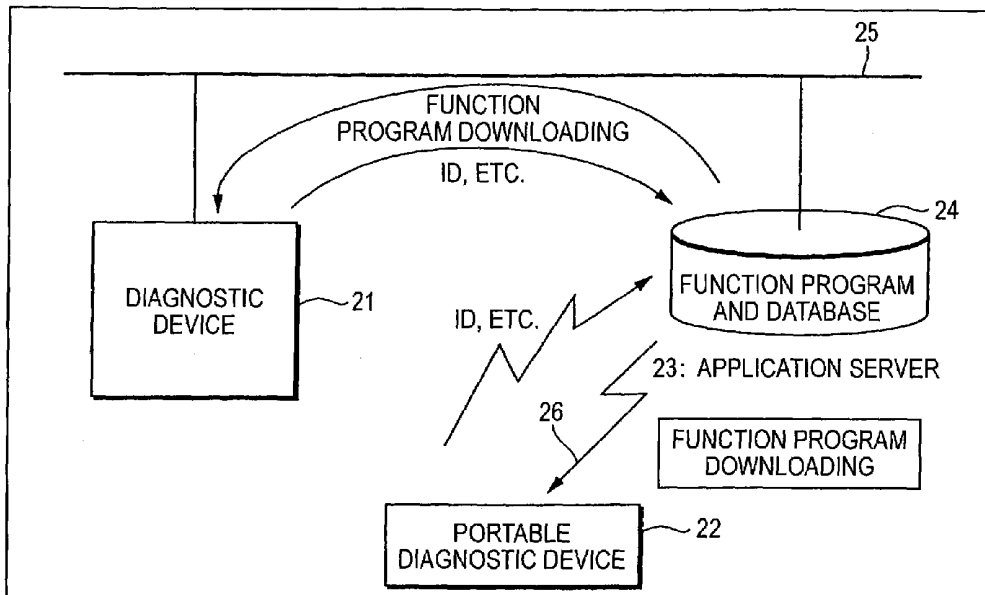 25
FUNCTION
PROGRAM DOWNLOADING
ID, ETC.
24
DIAGNOSTIC
DEVICE
21
FUNCTION PROGRAM
AND DATABASE
ID, ETC.
23: APPLICATION SERVER
26
FUNCTION PROGRAM
DOWNLOADING
PORTABLE
DIAGNOSTIC DEVICE
22